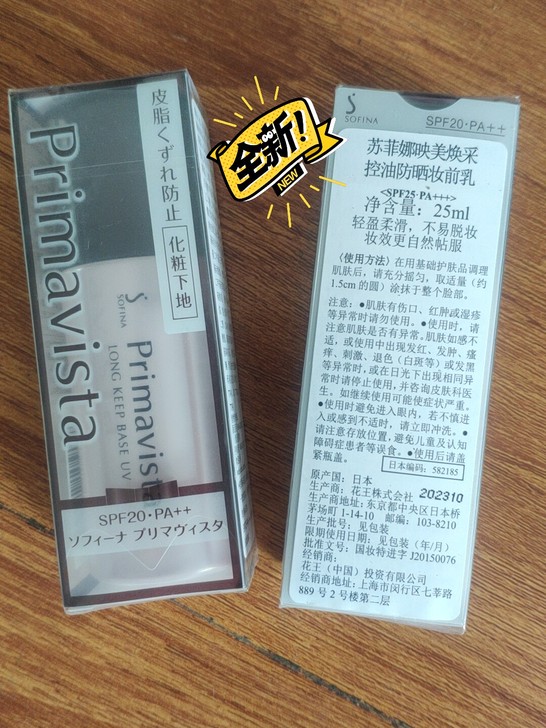 皮脂くずれ防止
化粧下地
Primavista
SOFINA
Primavista
LONG KEEP BASE UV
SPF20・PA++
ソフィーナ プリマヴィスタ
全新!
NEW
SOFINA
SPF20・PA++
苏菲娜映美焕采
控油防晒妆前乳
<SPF25·PA+++>
净含量：25ml
轻盈柔滑，不易脱妆
妆效更自然帖服
〈使用方法〉在用基础护肤品调理
肌肤后，请充分摇匀，取适量（约
1.5cm的圆）涂抹于整个脸部。
注意：●肌肤有伤口、红肿或湿疹
等异常时请勿使用。●使用时，请
注意肌肤是否有异常。肌肤如感不
适，或使用中出现发红、发肿、瘙
痒、刺激、退色（白斑等）或发黑
等异常时，或在日光下出现相同异
常时请停止使用，并咨询皮肤科医
生。如继续使用可能使症状严重。
●使用时避免进入眼内，若不慎进
入或感到不适时，请立即冲洗。●
请注意存放位置，避免儿童及认知
障碍症患者等误食。●使用后请盖
紧瓶盖。
日本编码：582185
原产国：日本
生产商：花王株式会社 202310
生产商地址：东京都中央区日本桥
茅场町1-14-10 邮编：103-8210
生产批号：见包装
限期使用日期：见包装（年/月）
批准文号：国妆特进字J20150076
经销商：
花王（中国）投资有限公司
经销商地址：上海市闵行区七莘路
889号2号楼第二层